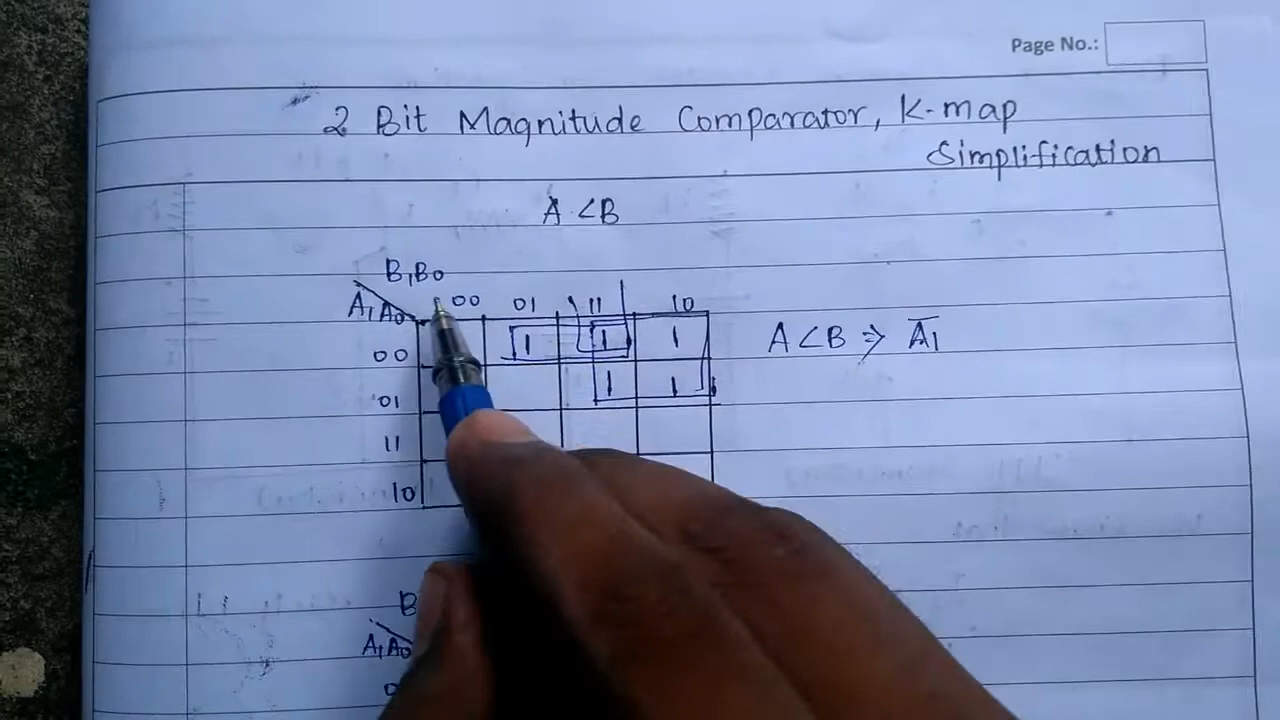 Page No.:
2 Bit Magnitude Comparator, K-map
Simplification
A < B
B1B0
A1A0 00 01 11 10
00 1 1 1
01 1 1
11
10
A < B ⇒ A̅1
B
A1A0